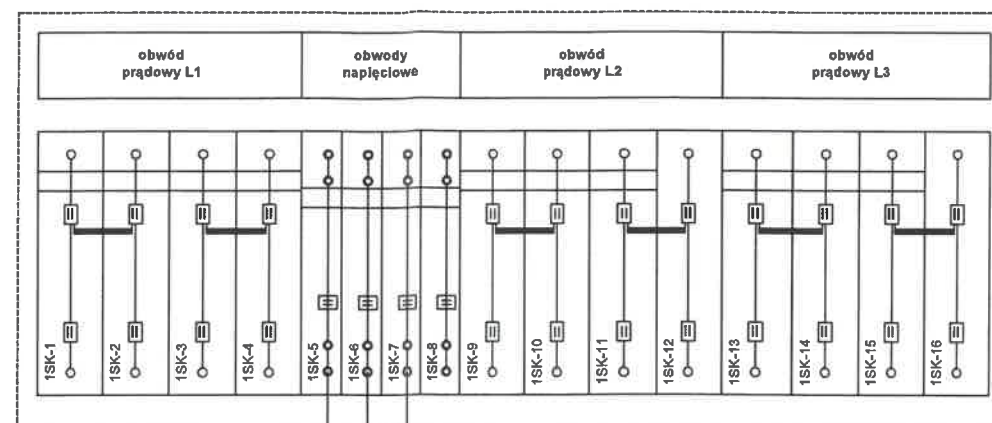 obwód
prądowy L1
obwody
napięciowe
obwód
prądowy L2
obwód
prądowy L3
1SK-1
1SK-2
1SK-3
1SK-4
1SK-5
1SK-6
1SK-7
1SK-8
1SK-9
1SK-10
1SK-11
1SK-12
1SK-13
1SK-14
1SK-15
1SK-16